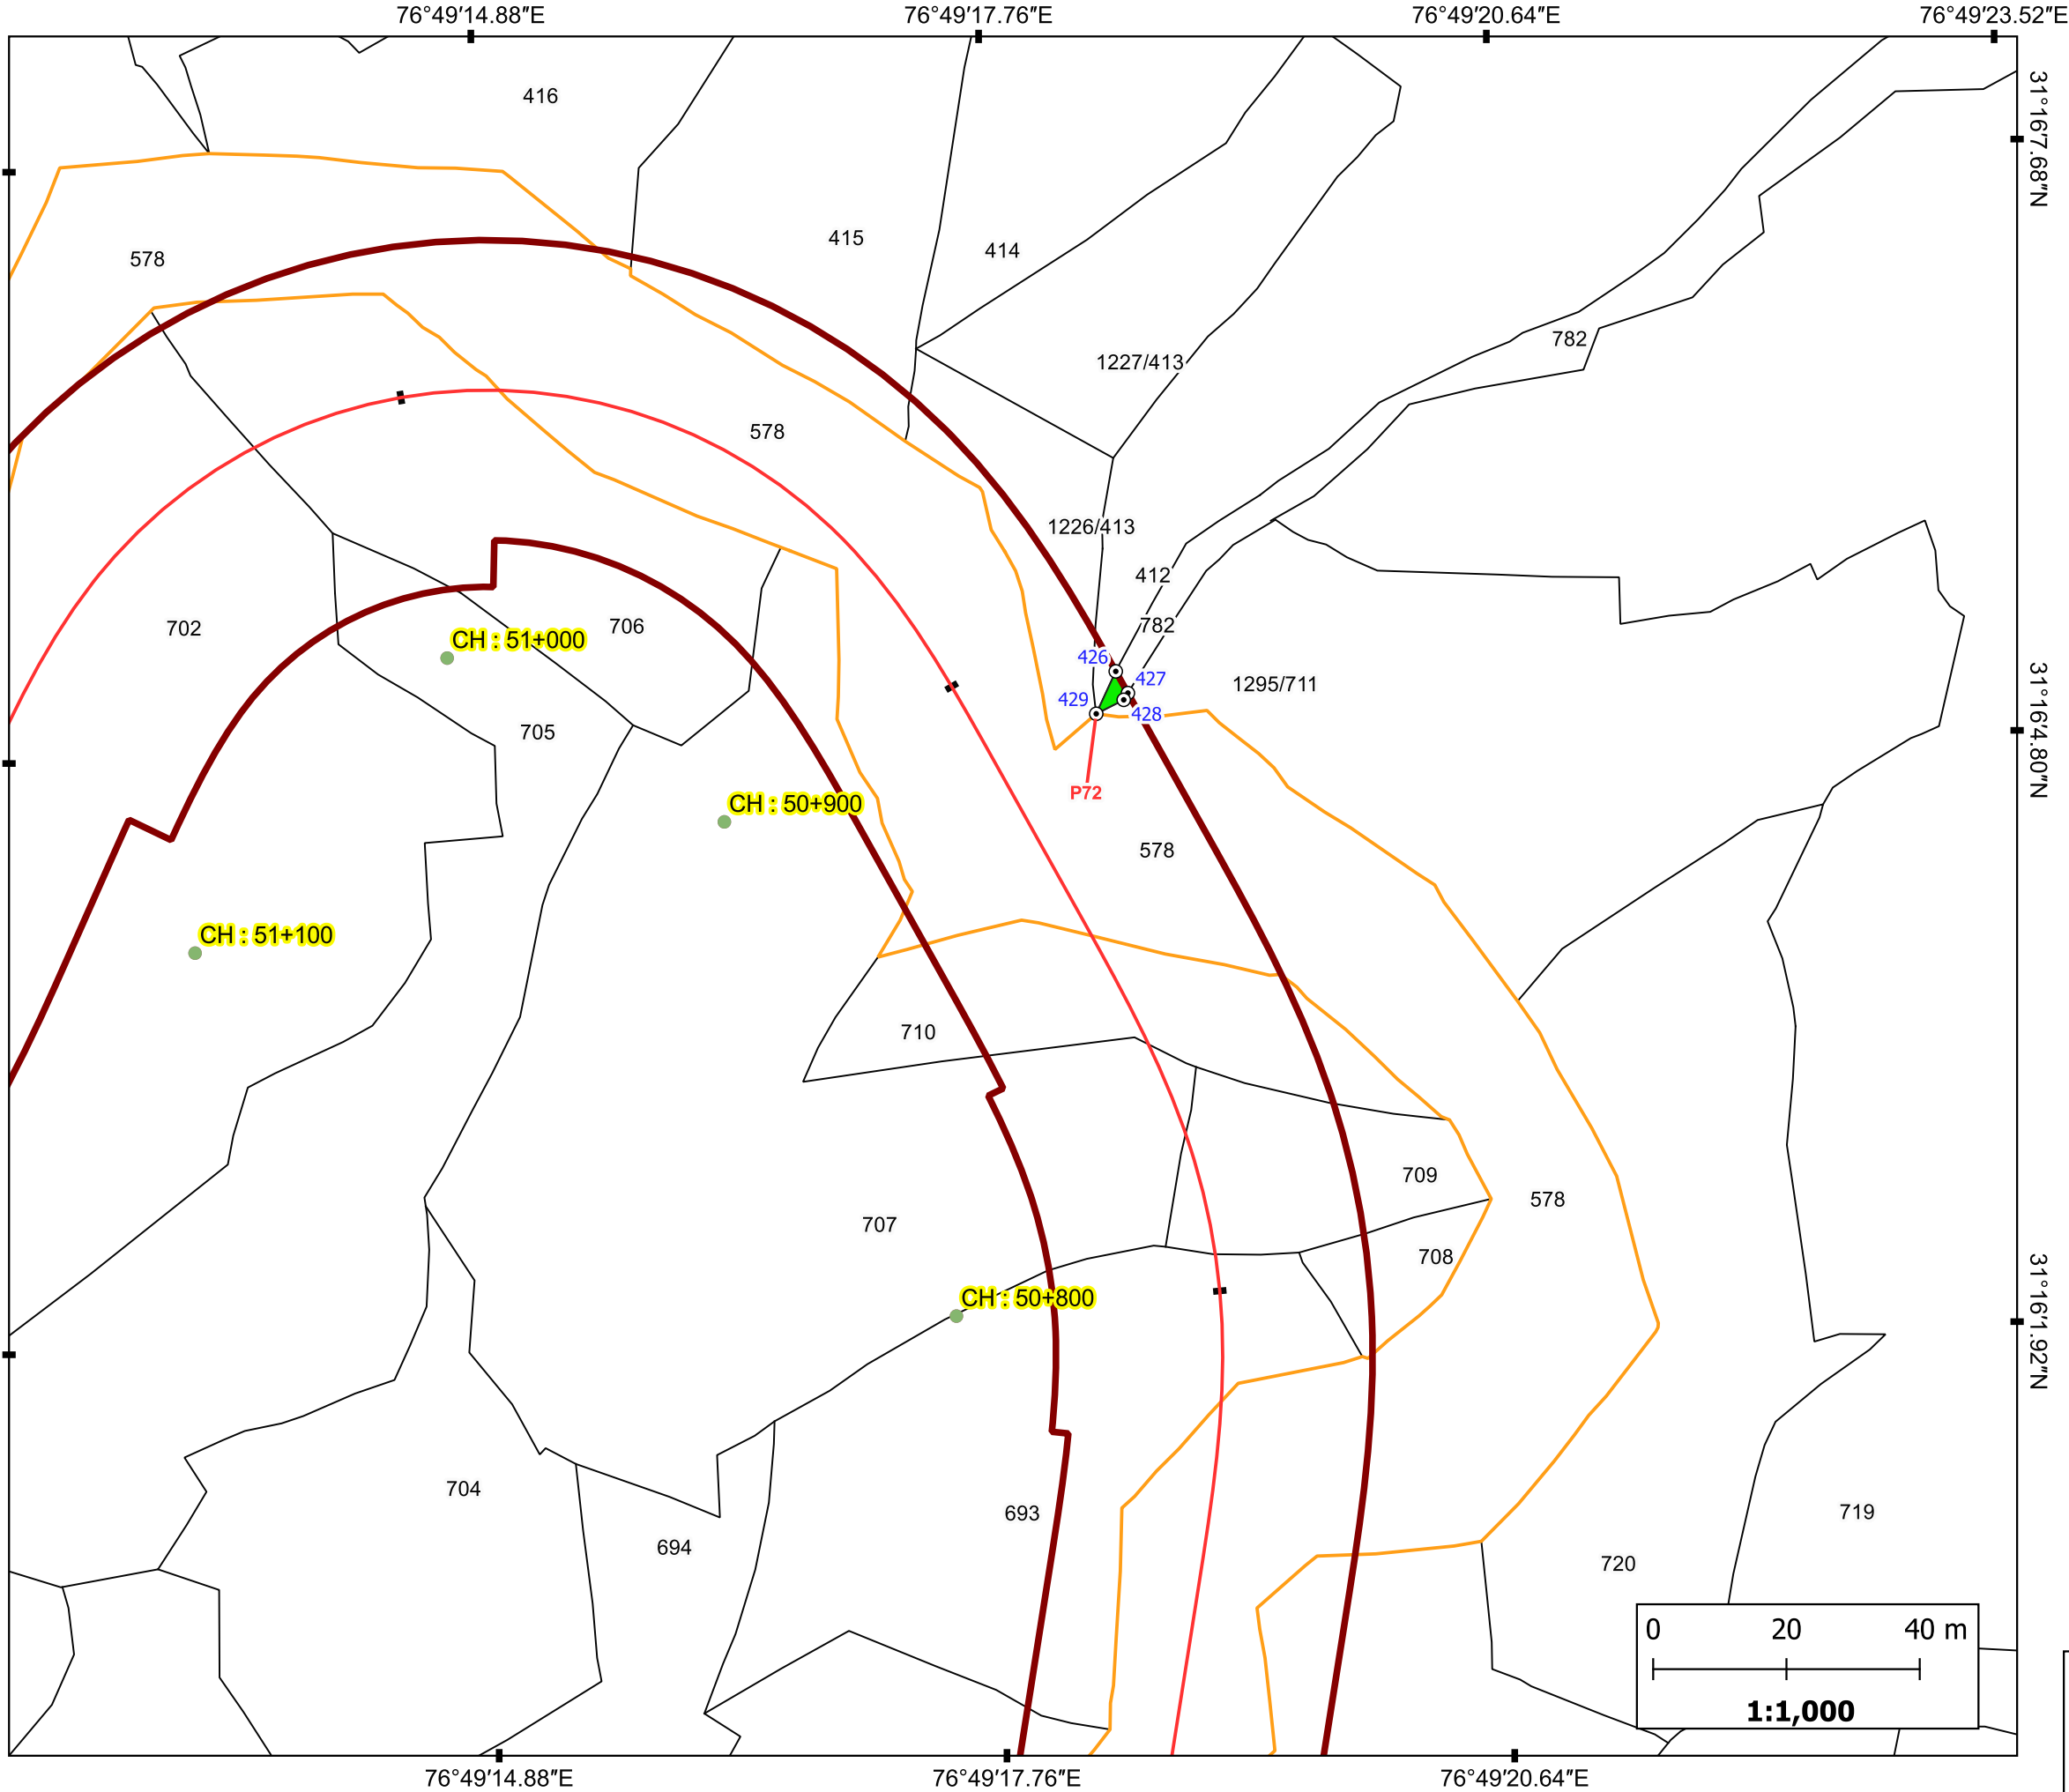 76°49′14.88″E 76°49′17.76″E 76°49′20.64″E 76°49′23.52″E
416
31°16′7.68″N
415
414
578
782
1227/413
578
1226/413
412
782
702
706
CH : 51+000
426
427
1295/711
429
428
705
31°16′4.80″N
P72
CH : 50+900
578
CH : 51+100
710
709
578
707
708
CH : 50+800
31°16′1.92″N
704
693
719
694
720
0 20 40 m
1:1,000
76°49′14.88″E 76°49′17.76″E 76°49′20.64″E